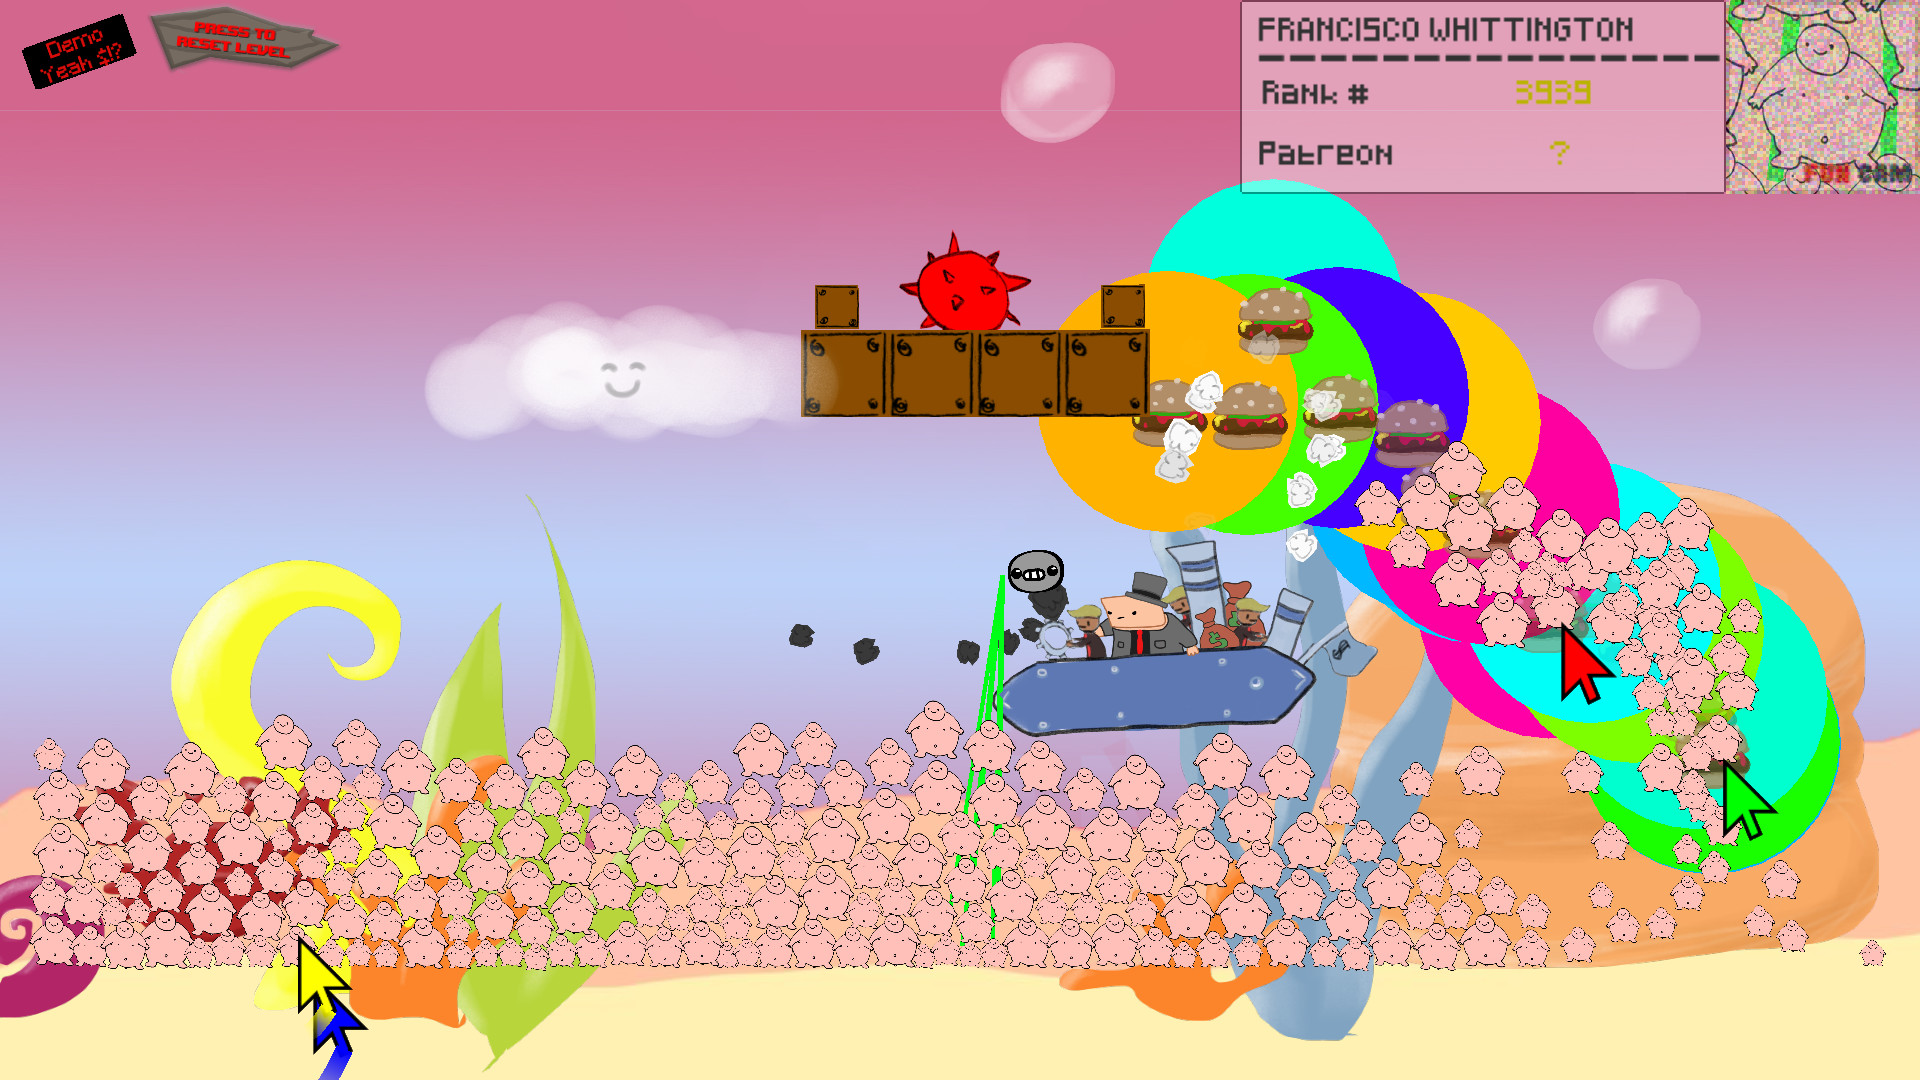 Demo
Yeah $!?
PRESS TO
RESET LEVEL
FRANCISCO WHITTINGTON
Rank # 3939
Patreon ?
FUN CAM
$